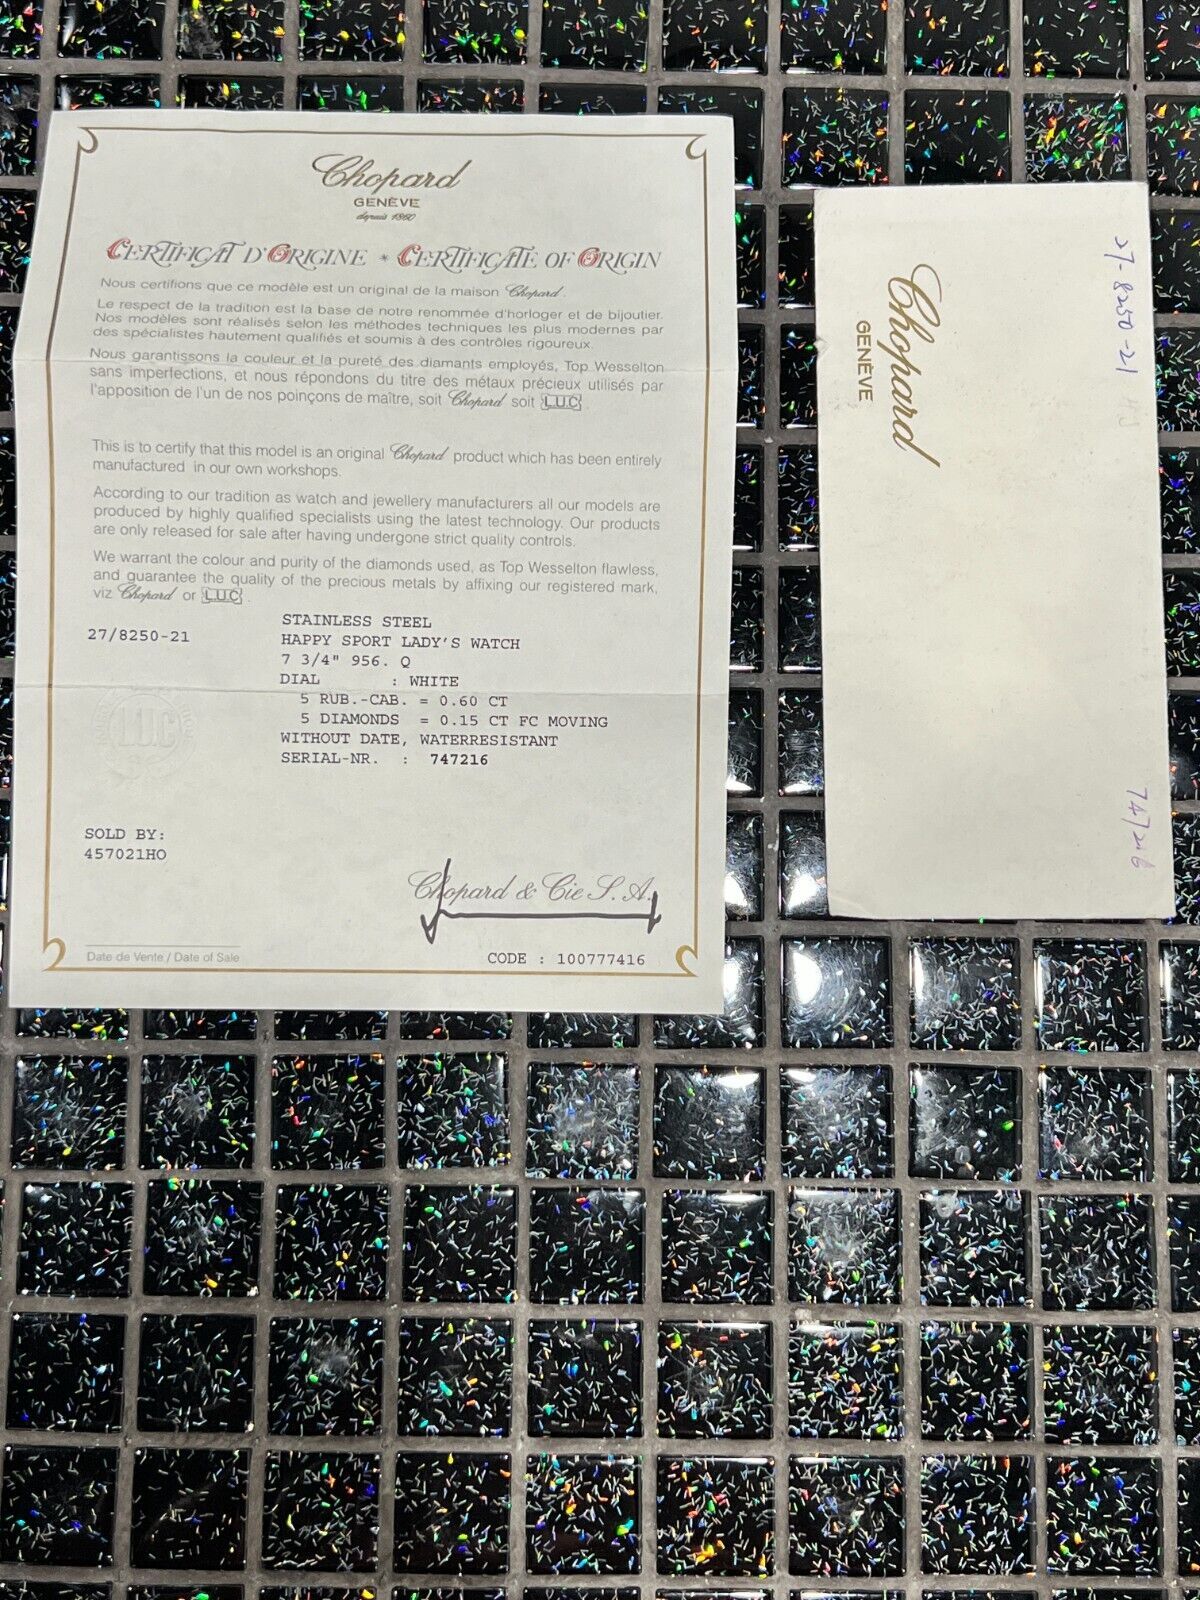 Chopard
GENÈVE
depuis 1860
CERTIFICAT D'ORIGINE * CERTIFICATE OF ORIGIN
Nous certifions que ce modèle est un original de la maison Chopard.
Le respect de la tradition est la base de notre renommée d'horloger et de bijoutier.
Nos modèles sont réalisés selon les méthodes techniques les plus modernes par
des spécialistes hautement qualifiés et soumis à des contrôles rigoureux.
Nous garantissons la couleur et la pureté des diamants employés, Top Wesselton
sans imperfections, et nous répondons du titre des métaux précieux utilisés par
l'apposition de l'un de nos poinçons de maître, soit Chopard soit L.U.C.
This is to certify that this model is an original Chopard product which has been entirely
manufactured in our own workshops.
According to our tradition as watch and jewellery manufacturers all our models are
produced by highly qualified specialists using the latest technology. Our products
are only released for sale after having undergone strict quality controls.
We warrant the colour and purity of the diamonds used, as Top Wesselton flawless,
and guarantee the quality of the precious metals by affixing our registered mark,
viz Chopard or L.U.C.
27/8250-21
STAINLESS STEEL
HAPPY SPORT LADY'S WATCH
7 3/4" 956. Q
DIAL : WHITE
5 RUB.-CAB. = 0.60 CT
5 DIAMONDS = 0.15 CT FC MOVING
WITHOUT DATE, WATERRESISTANT
SERIAL-NR. : 747216
L.U.C
SOLD BY:
457021HO
Chopard & Cie S.A.
Date de Vente / Date of Sale
CODE : 100777416
Chopard
GENÈVE
27-8250-21
747216